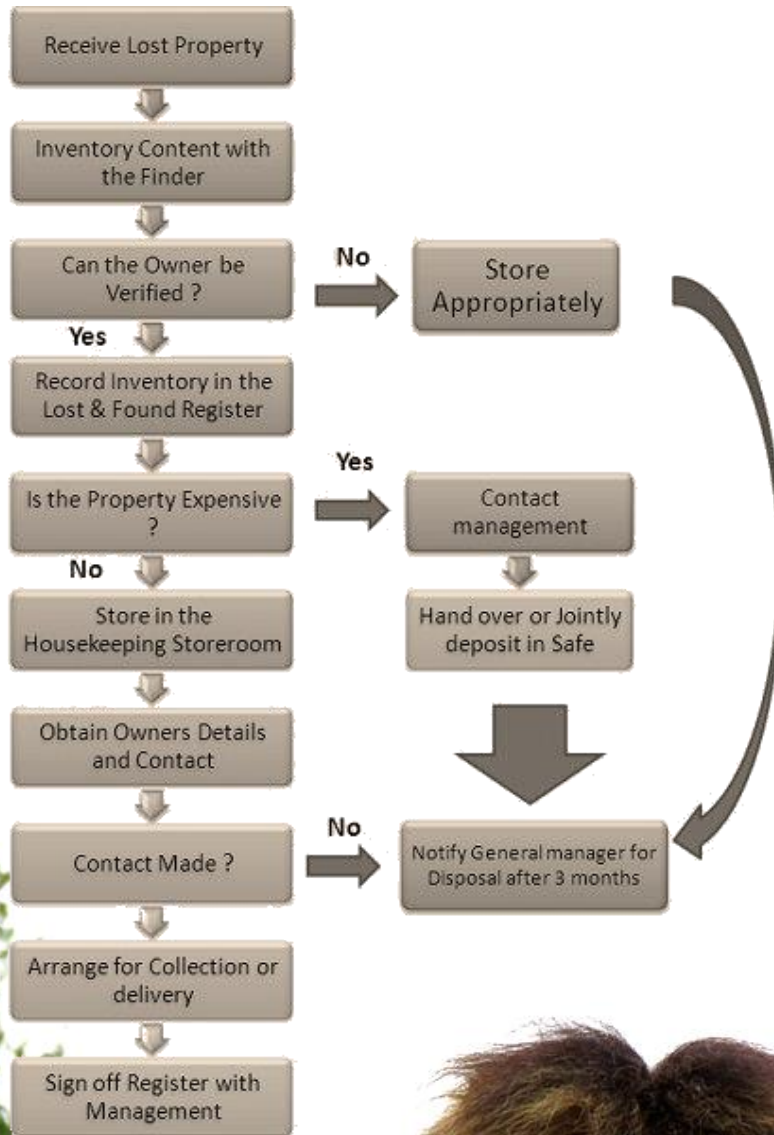 Receive Lost Property
Inventory Content with
the Finder
Can the Owner be
Verified ?
No
Store
Appropriately
Yes
Record Inventory in the
Lost & Found Register
Is the Property Expensive
?
Yes
Contact
management
No
Store in the
Housekeeping Storeroom
Hand over or Jointly
deposit in Safe
Obtain Owners Details
and Contact
Contact Made ?
No
Notify General manager for
Disposal after 3 months
Arrange for Collection or
delivery
Sign off Register with
Management